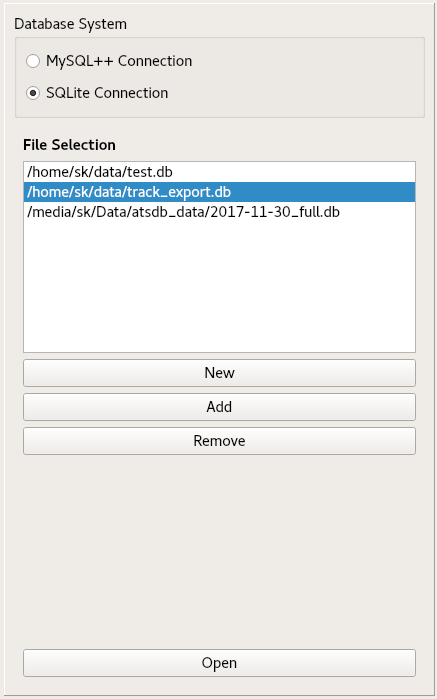 Database System
MySQL++ Connection
SQLite Connection
File Selection
/home/sk/data/test.db
/home/sk/data/track_export.db
/media/sk/Data/atsdb_data/2017-11-30_full.db
New
Add
Remove
Open